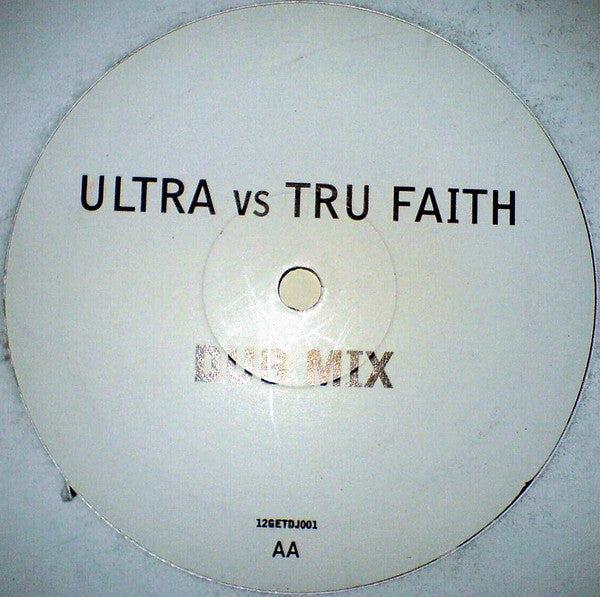 ULTRA vs TRU FAITH
DUB MIX
12GETDJ001
AA